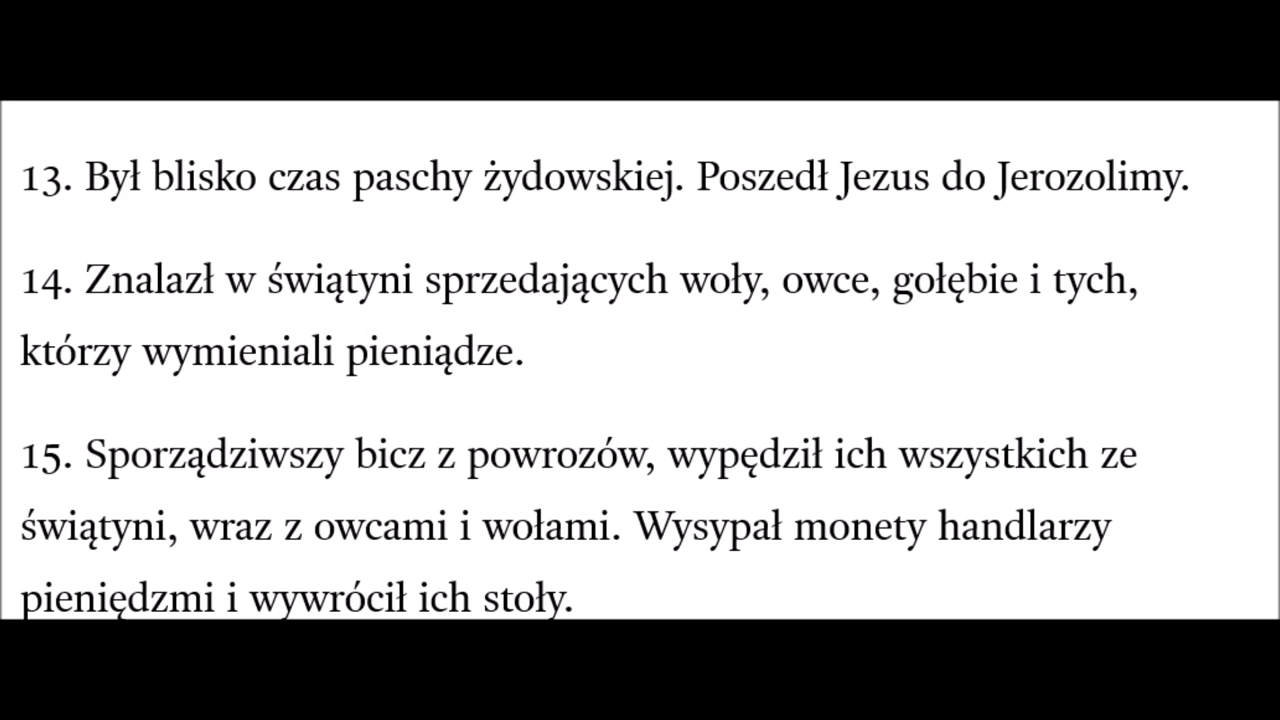 13. Był blisko czas paschy żydowskiej. Poszedł Jezus do Jerozolimy.
14. Znalazł w świątyni sprzedających woły, owce, gołębie i tych,
którzy wymieniali pieniądze.
15. Sporządziwszy bicz z powrozów, wypędził ich wszystkich ze
świątyni, wraz z owcami i wołami. Wysypał monety handlarzy
pieniędzmi i wywrócił ich stoły.